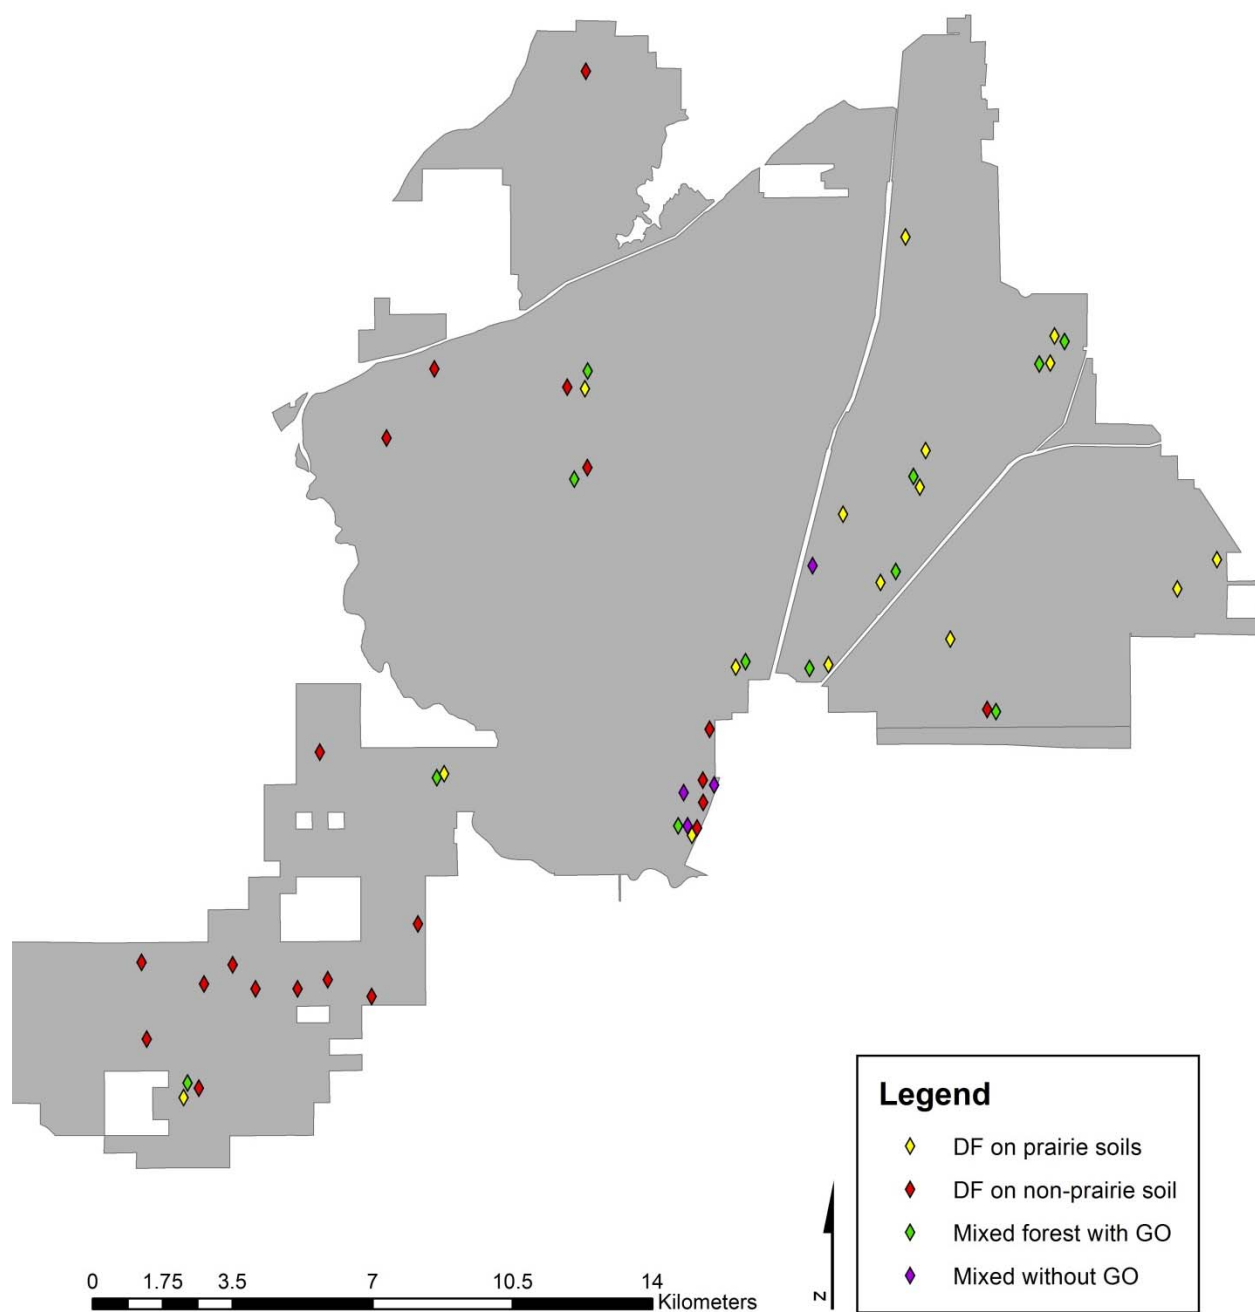 Legend
DF on prairie soils
DF on non-prairie soil
Mixed forest with GO
Mixed without GO
0 1.75 3.5 7 10.5 14
Kilometers
N